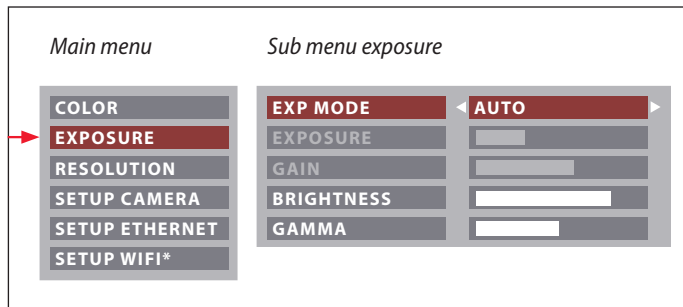 Main menu
Sub menu exposure
COLOR
EXPOSURE
RESOLUTION
SETUP CAMERA
SETUP ETHERNET
SETUP WIFI*
EXP MODE AUTO
EXPOSURE
GAIN
BRIGHTNESS
GAMMA